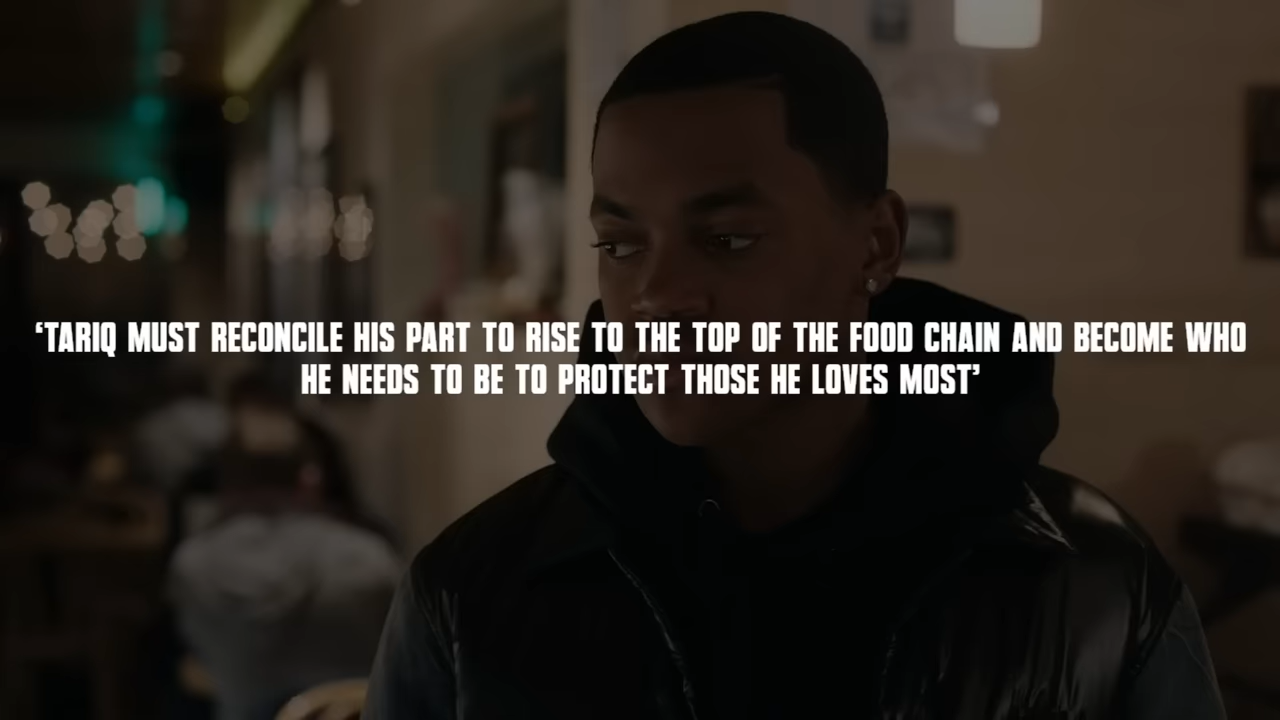 ‘TARIQ MUST RECONCILE HIS PART TO RISE TO THE TOP OF THE FOOD CHAIN AND BECOME WHO
HE NEEDS TO BE TO PROTECT THOSE HE LOVES MOST’